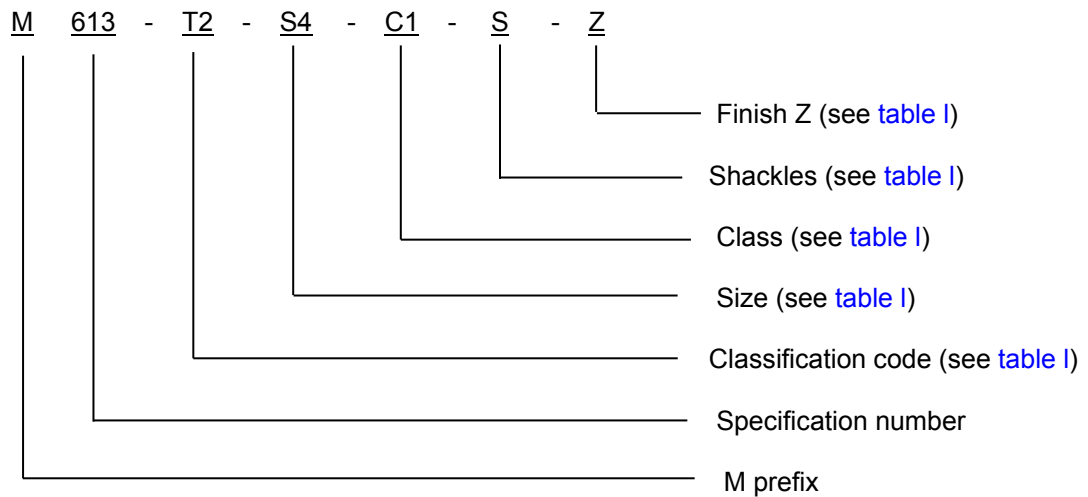 M 613 - T2 - S4 - C1 - S - Z
Finish Z (see table I)
Shackles (see table I)
Class (see table I)
Size (see table I)
Classification code (see table I)
Specification number
M prefix